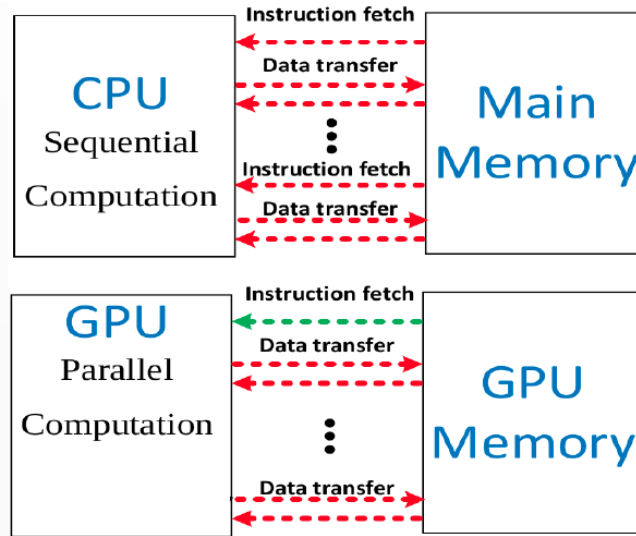 Instruction fetch
CPU
Sequential
Computation
Data transfer
Instruction fetch
Data transfer
Main
Memory
GPU
Parallel
Computation
Instruction fetch
Data transfer
Data transfer
GPU
Memory